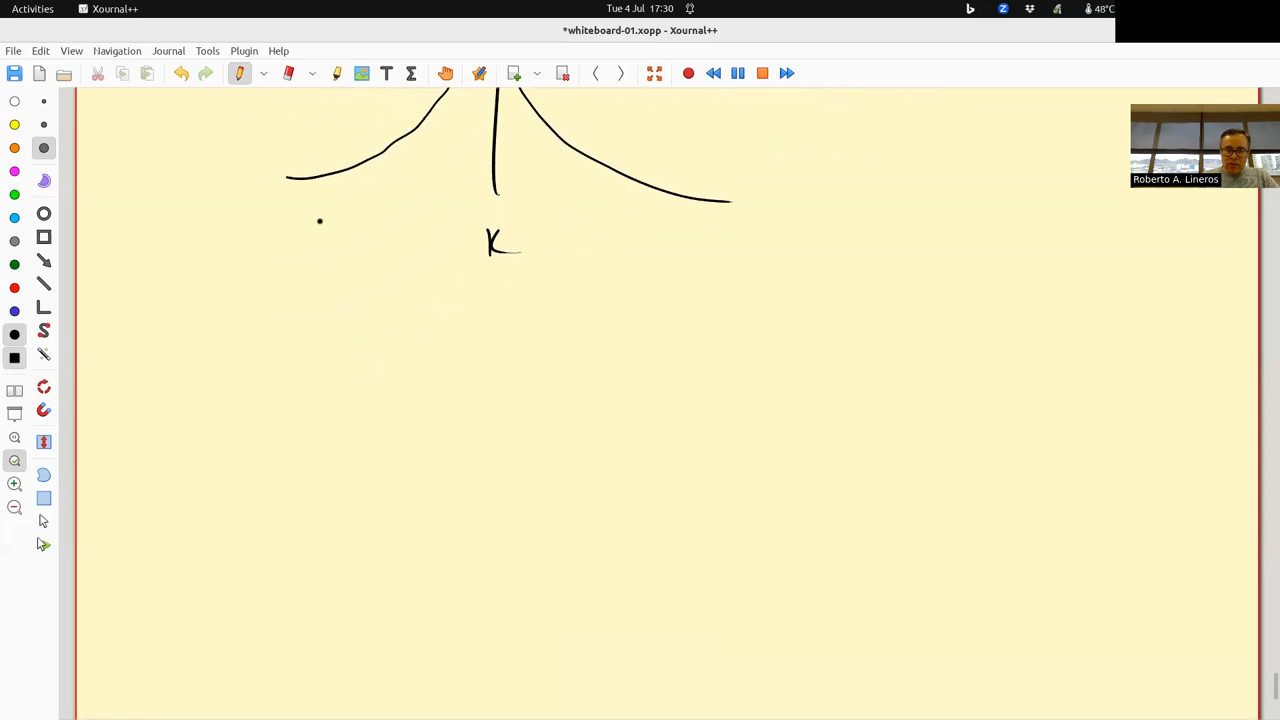 Activities Xournal++ Tue 4 Jul 17:30 48°C
*whiteboard-01.xopp - Xournal++
File Edit View Navigation Journal Tools Plugin Help
Roberto A. Lineros
K